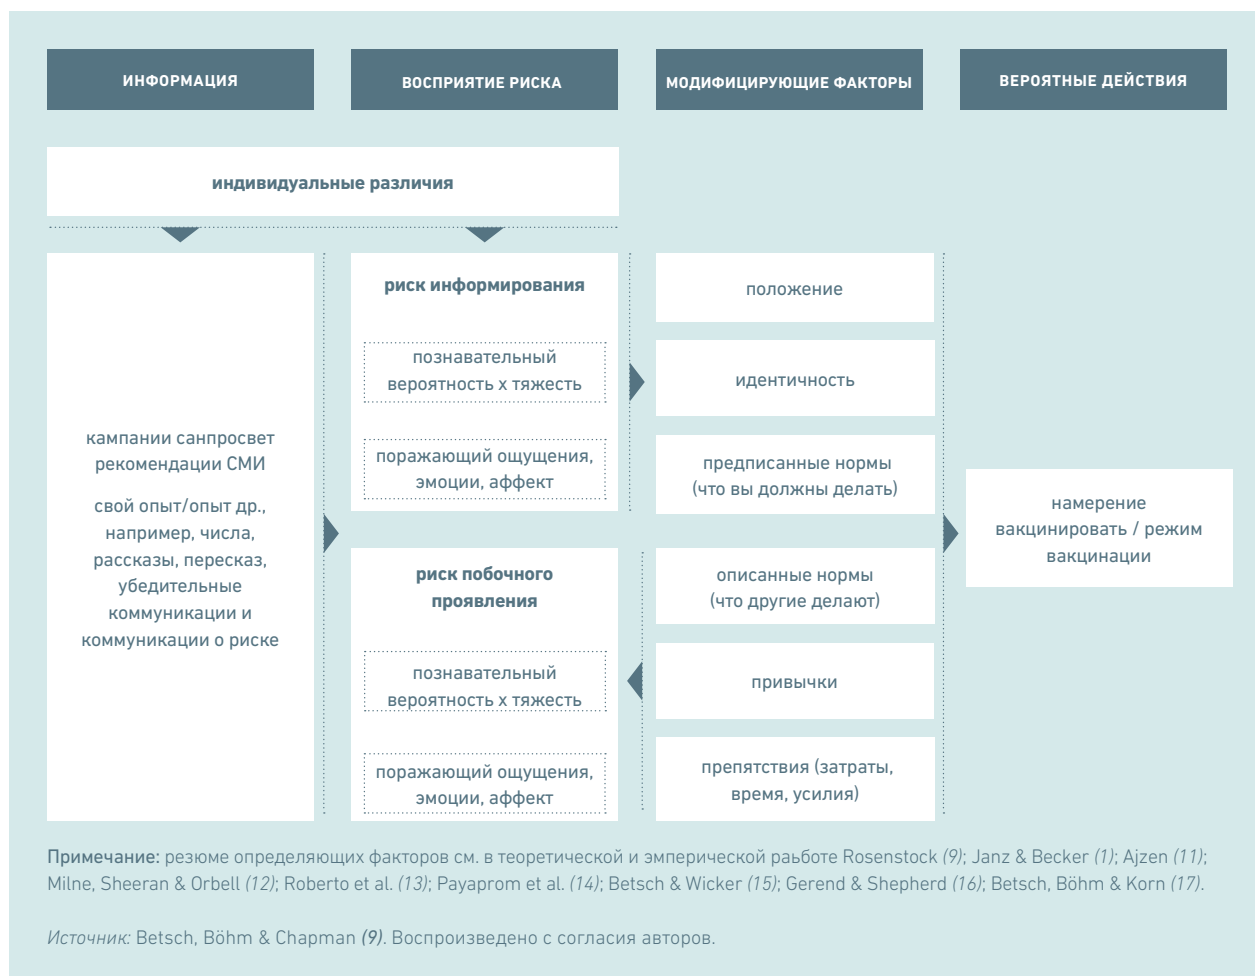 ИНФОРМАЦИЯ
ВОСПРИЯТИЕ РИСКА
МОДИФИЦИРУЮЩИЕ ФАКТОРЫ
ВЕРОЯТНЫЕ ДЕЙСТВИЯ
индивидуальные различия
кампании санпросвет
рекомендации СМИ
свой опыт/опыт др.,
например, числа,
рассказы, пересказ,
убедительные
коммуникации и
коммуникации о риске
риск информирования
познавательный
вероятность х тяжесть
поражающий ощущения,
эмоции, аффект
риск побочного
проявления
познавательный
вероятность х тяжесть
поражающий ощущения,
эмоции, аффект
положение
идентичность
предписанные нормы
(что вы должны делать)
описанные нормы
(что другие делают)
привычки
препятствия (затраты,
время, усилия)
намерение
вакцинировать / режим
вакцинации
Примечание: резюме определяющих факторов см. в теоретической и эмперической раьботе Rosenstock (9); Janz & Becker (1); Ajzen (11);
Milne, Sheeran & Orbell (12); Roberto et al. (13); Payaprom et al. (14); Betsch & Wicker (15); Gerend & Shepherd (16); Betsch, Böhm & Korn (17).
Источник: Betsch, Böhm & Chapman (9). Воспроизведено с согласия авторов.